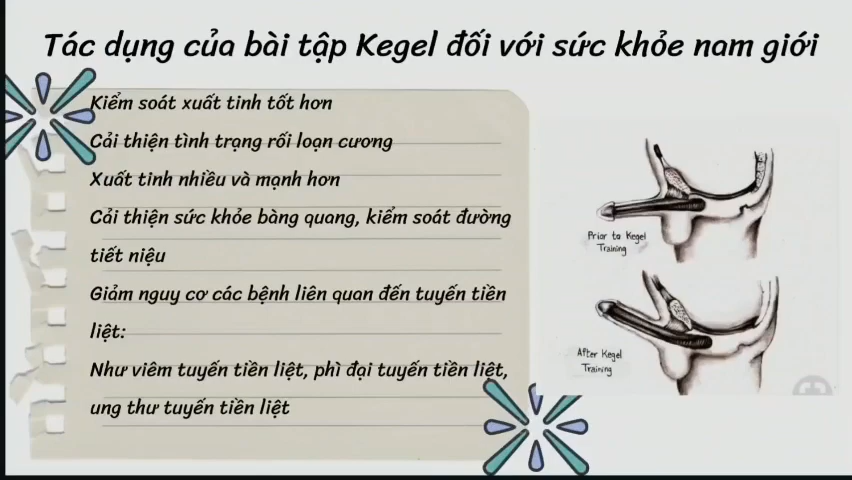 Tác dụng của bài tập Kegel đối với sức khỏe nam giới
Kiểm soát xuất tinh tốt hơn
Cải thiện tình trạng rối loạn cương
Xuất tinh nhiều và mạnh hơn
Cải thiện sức khỏe bàng quang, kiểm soát đường
tiết niệu
Giảm nguy cơ các bệnh liên quan đến tuyến tiền
liệt:
Như viêm tuyến tiền liệt, phì đại tuyến tiền liệt,
ung thư tuyến tiền liệt
Prior to Kegel
Training
After Kegel
Training